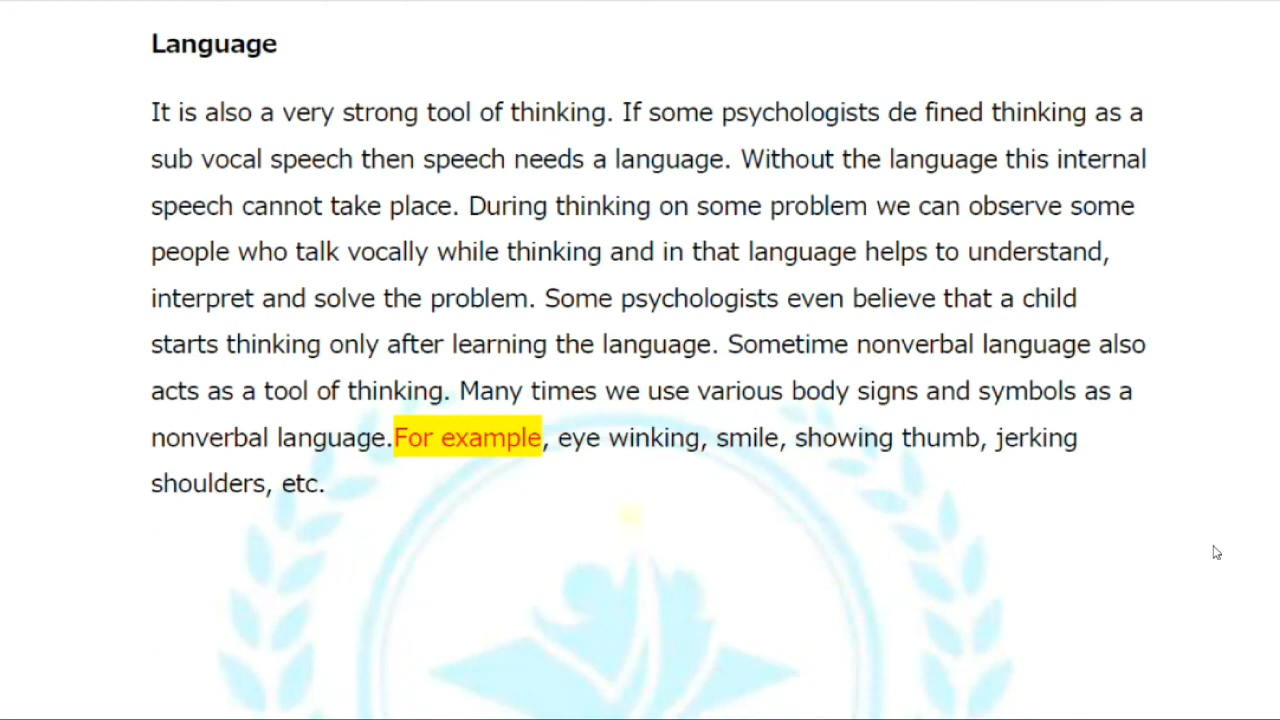 Language
It is also a very strong tool of thinking. If some psychologists de fined thinking as a
sub vocal speech then speech needs a language. Without the language this internal
speech cannot take place. During thinking on some problem we can observe some
people who talk vocally while thinking and in that language helps to understand,
interpret and solve the problem. Some psychologists even believe that a child
starts thinking only after learning the language. Sometime nonverbal language also
acts as a tool of thinking. Many times we use various body signs and symbols as a
nonverbal language.For example, eye winking, smile, showing thumb, jerking
shoulders, etc.